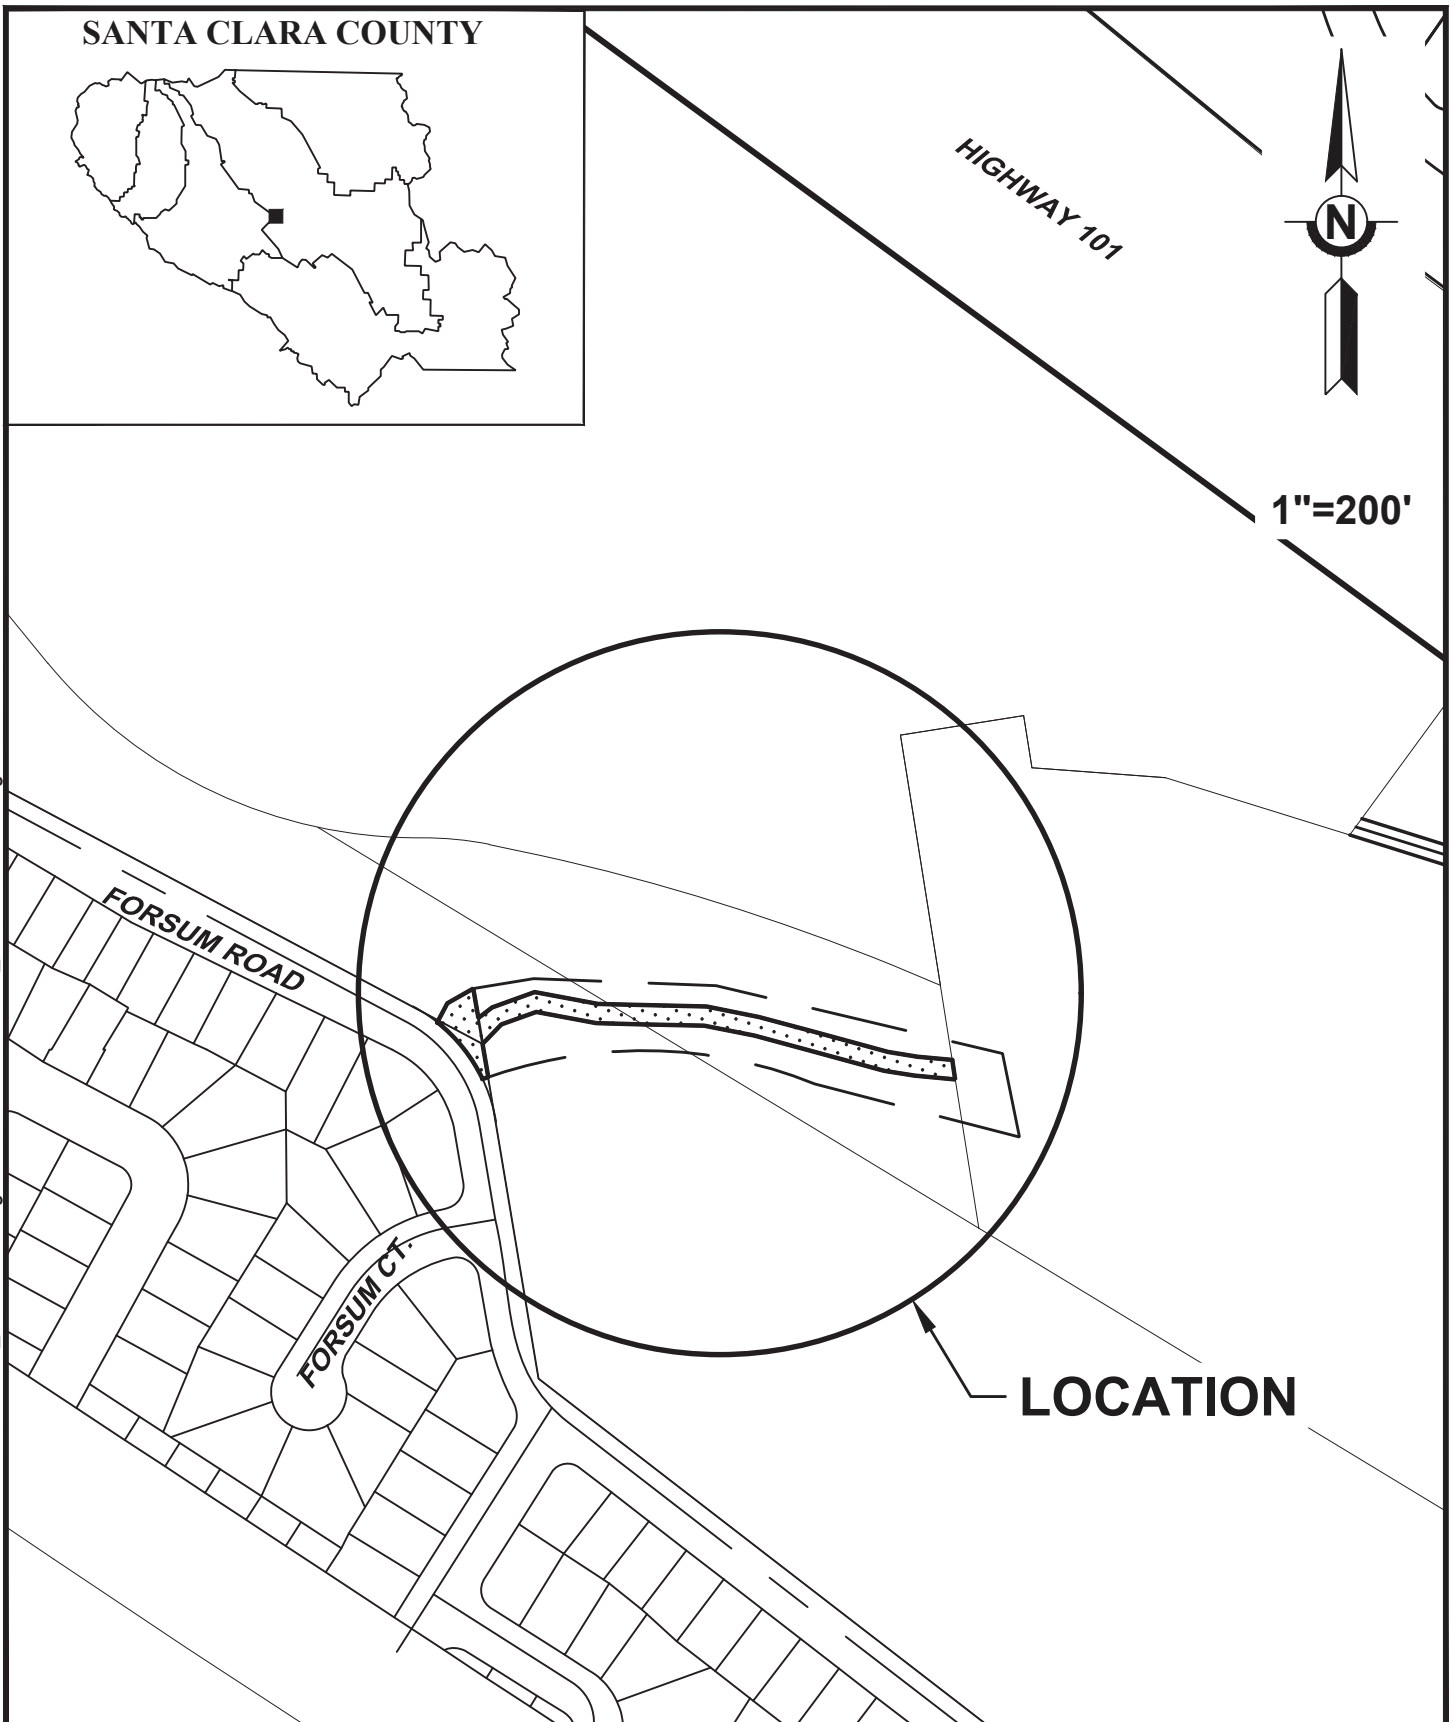 SANTA CLARA COUNTY
HIGHWAY 101
N
1"=200'
FORSUM ROAD
FORSUM CT.
LOCATION